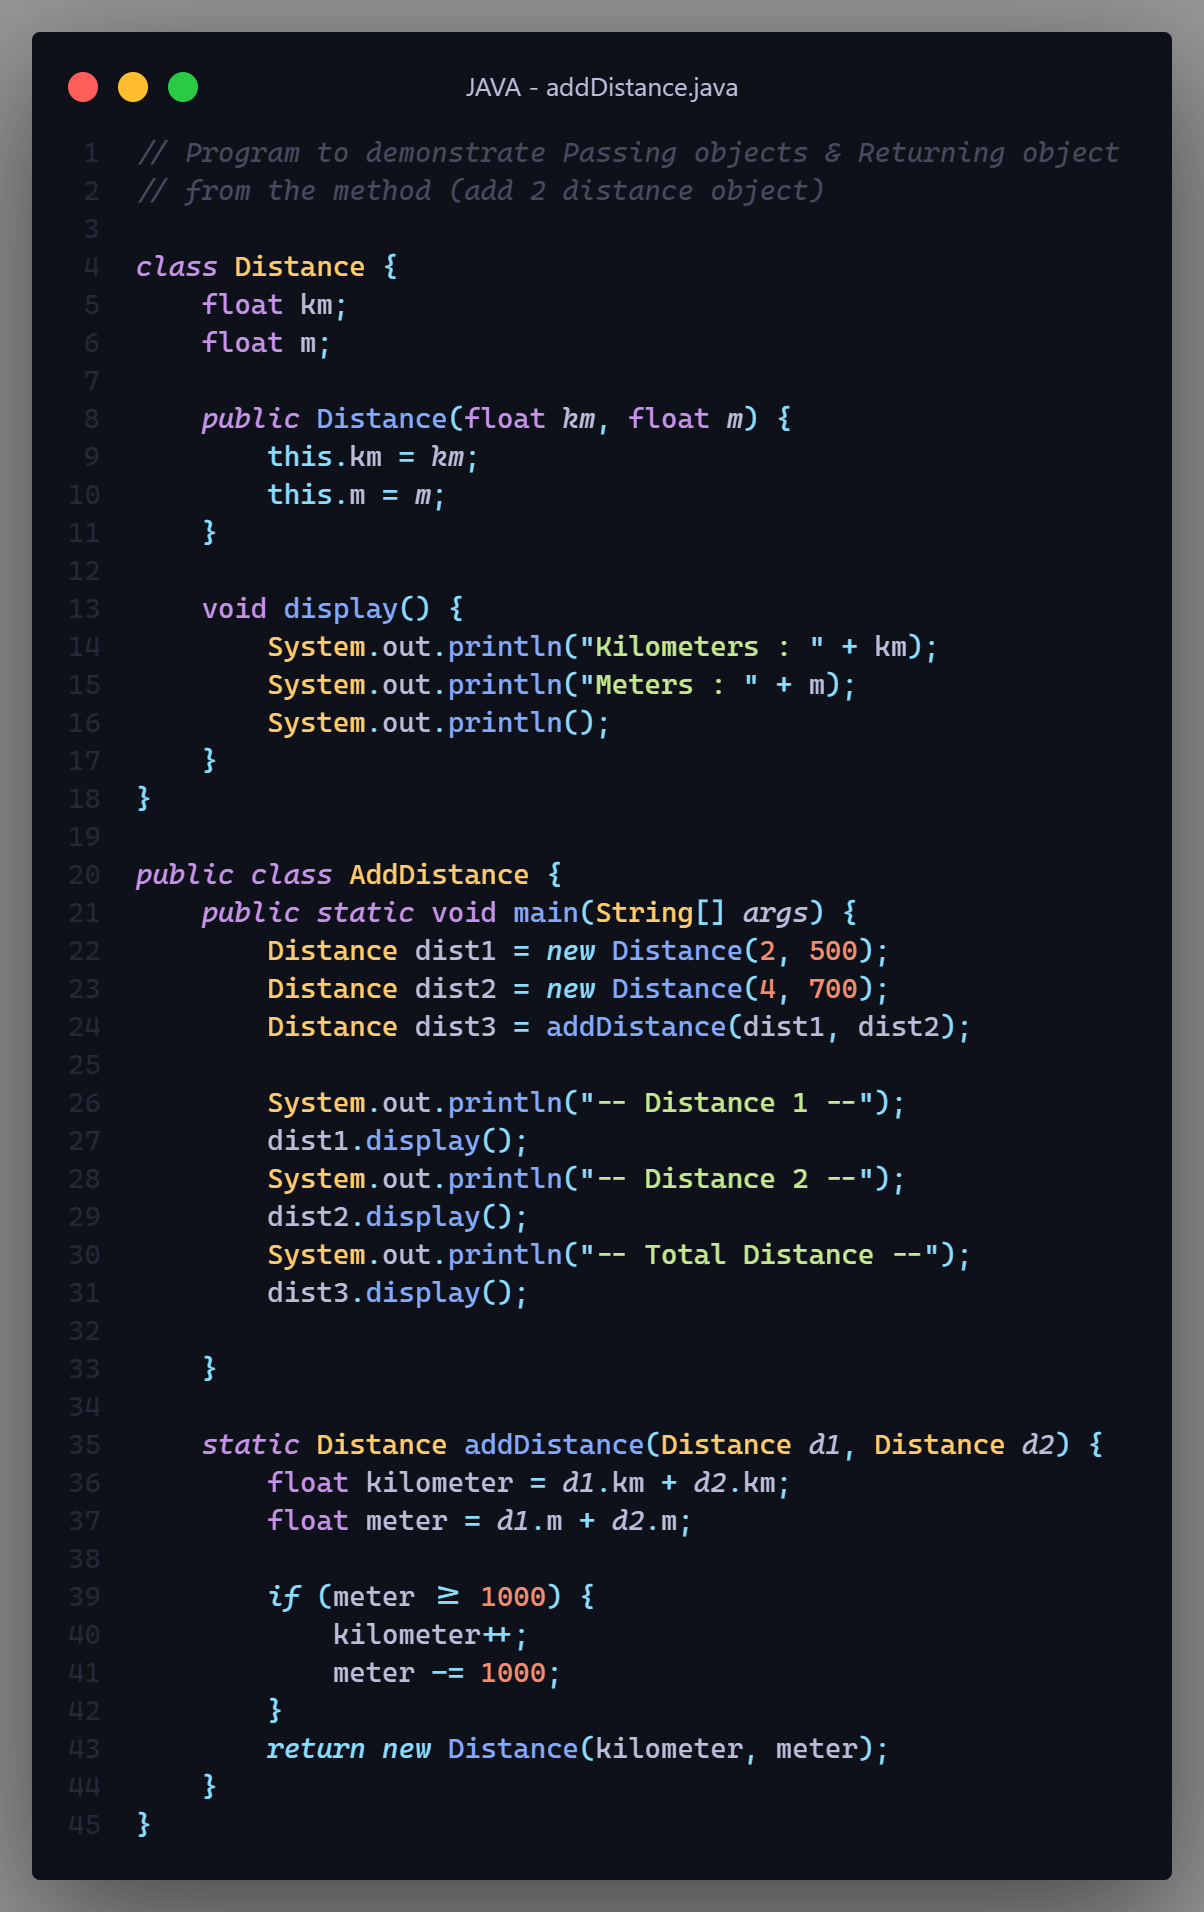 JAVA - addDistance.java
1 // Program to demonstrate Passing objects & Returning object
2 // from the method (add 2 distance object)
3
4 class Distance {
5     float km;
6     float m;
7
8     public Distance(float km, float m) {
9         this.km = km;
10         this.m = m;
11     }
12
13     void display() {
14         System.out.println("Kilometers : " + km);
15         System.out.println("Meters : " + m);
16         System.out.println();
17     }
18 }
19
20 public class AddDistance {
21     public static void main(String[] args) {
22         Distance dist1 = new Distance(2, 500);
23         Distance dist2 = new Distance(4, 700);
24         Distance dist3 = addDistance(dist1, dist2);
25
26         System.out.println("-- Distance 1 --");
27         dist1.display();
28         System.out.println("-- Distance 2 --");
29         dist2.display();
30         System.out.println("-- Total Distance --");
31         dist3.display();
32
33     }
34
35     static Distance addDistance(Distance d1, Distance d2) {
36         float kilometer = d1.km + d2.km;
37         float meter = d1.m + d2.m;
38
39         if (meter ≥ 1000) {
40             kilometer++;
41             meter -= 1000;
42         }
43         return new Distance(kilometer, meter);
44     }
45 }